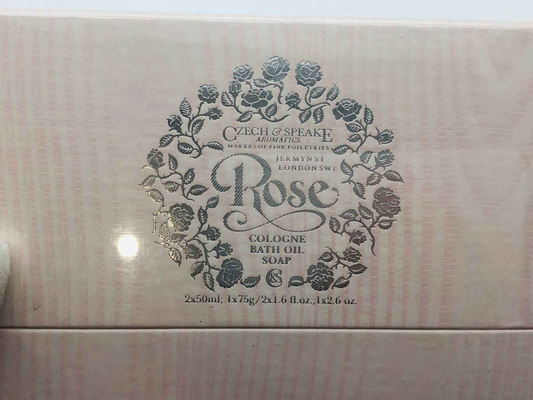 CZECH & SPEAKE
AROMATICS
MAKERS OF FINE TOILETRIES
JERMYN ST
LONDON SW1
Rose
COLOGNE
BATH OIL
SOAP
C&S
2x50ml; 1x75g/2x1.6 fl.oz.;1x2.6 oz.